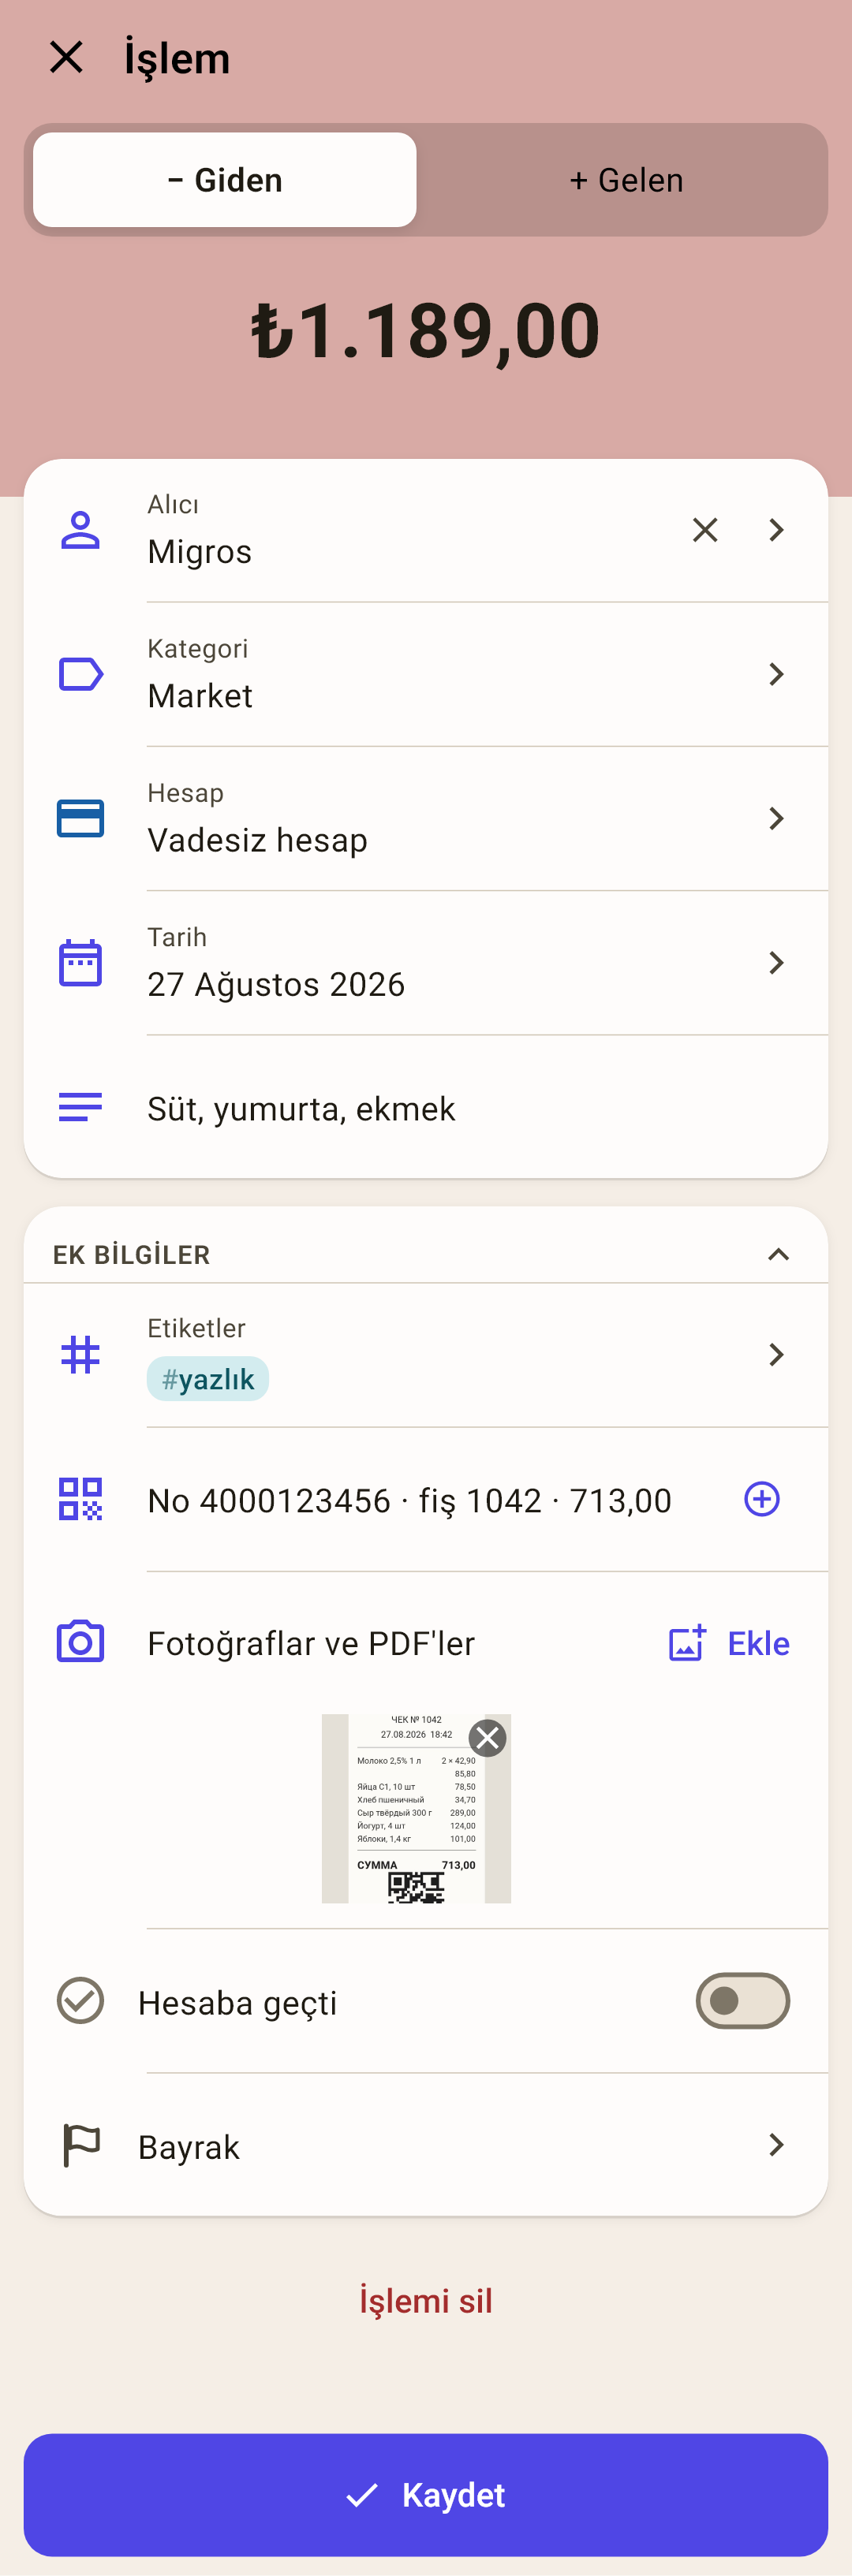 İşlem
− Giden
+ Gelen
₺1.189,00
Alıcı
Migros
Kategori
Market
Hesap
Vadesiz hesap
Tarih
27 Ağustos 2026
Süt, yumurta, ekmek
EK BİLGİLER
Etiketler
#yazlık
No 4000123456 · fiş 1042 · 713,00
Fotoğraflar ve PDF'ler
Ekle
ЧЕК № 1042
27.08.2026 18:42
Молоко 2,5% 1 л 2 × 42,90
85,80
Яйца С1, 10 шт 78,50
Хлеб пшеничный 34,70
Сыр твёрдый 300 г 289,00
Йогурт, 4 шт 124,00
Яблоки, 1,4 кг 101,00
СУММА 713,00
Hesaba geçti
Bayrak
İşlemi sil
Kaydet